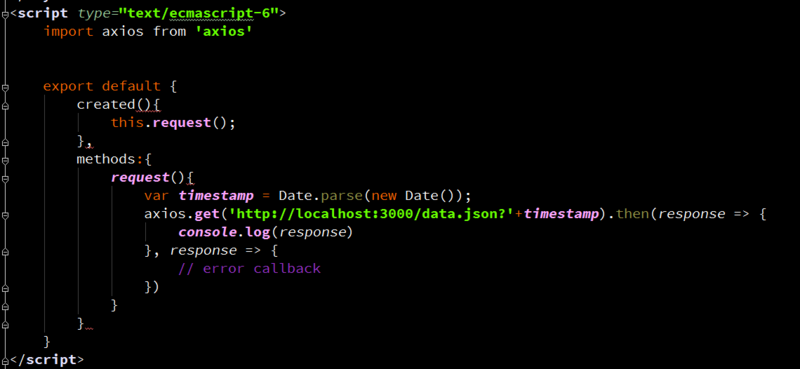 <script type="text/ecmascript-6">
import axios from 'axios'
export default {
created(){
this.request();
},
methods:{
request(){
var timestamp = Date.parse(new Date());
axios.get('http://localhost:3000/data.json?'+timestamp).then(response => {
console.log(response)
}, response => {
// error callback
})
}
}
}
</script>